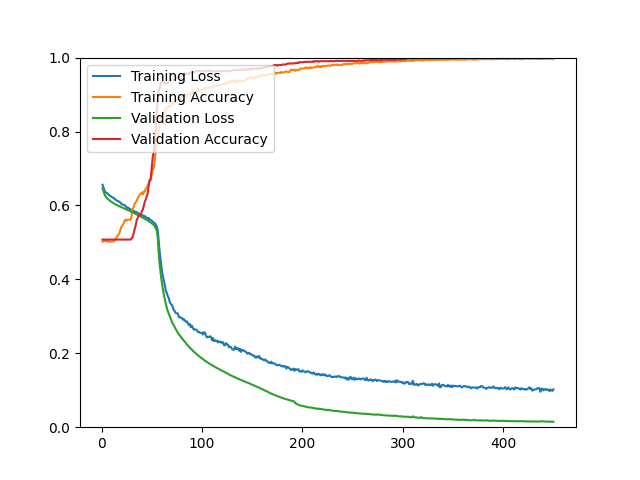 1.0
0.8
0.6
0.4
0.2
0.0
Training Loss
Training Accuracy
Validation Loss
Validation Accuracy
0 100 200 300 400